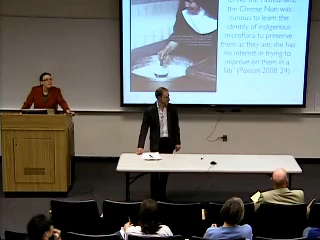 the Cheese Nun was
curious to learn the
identity of indigenous
microflora to preserve
them as they are; she has
no interest in trying to
improve on them in a
lab" (Paxson 2008: 24)